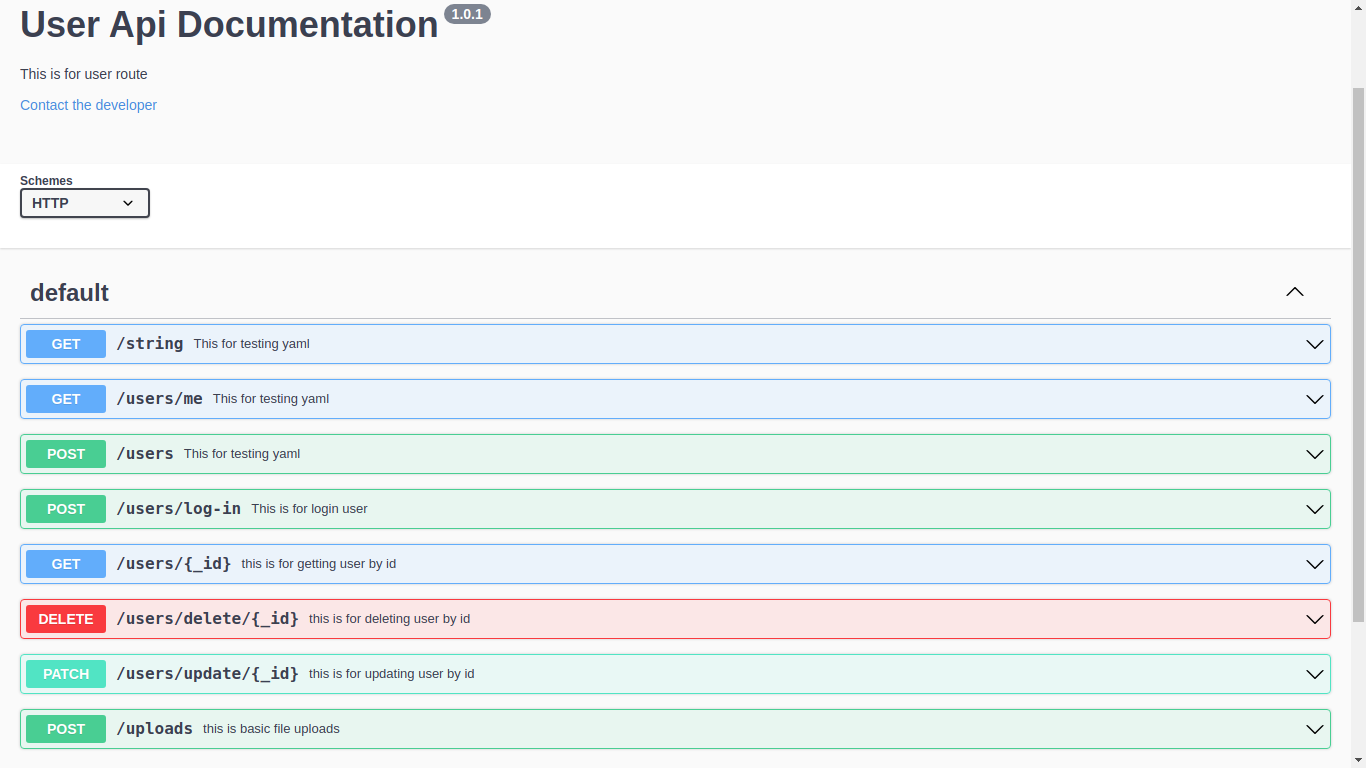 User Api Documentation 1.0.1
This is for user route
Contact the developer
Schemes
HTTP
default
GET /string This for testing yaml
GET /users/me This for testing yaml
POST /users This for testing yaml
POST /users/log-in This is for login user
GET /users/{_id} this is for getting user by id
DELETE /users/delete/{_id} this is for deleting user by id
PATCH /users/update/{_id} this is for updating user by id
POST /uploads this is basic file uploads